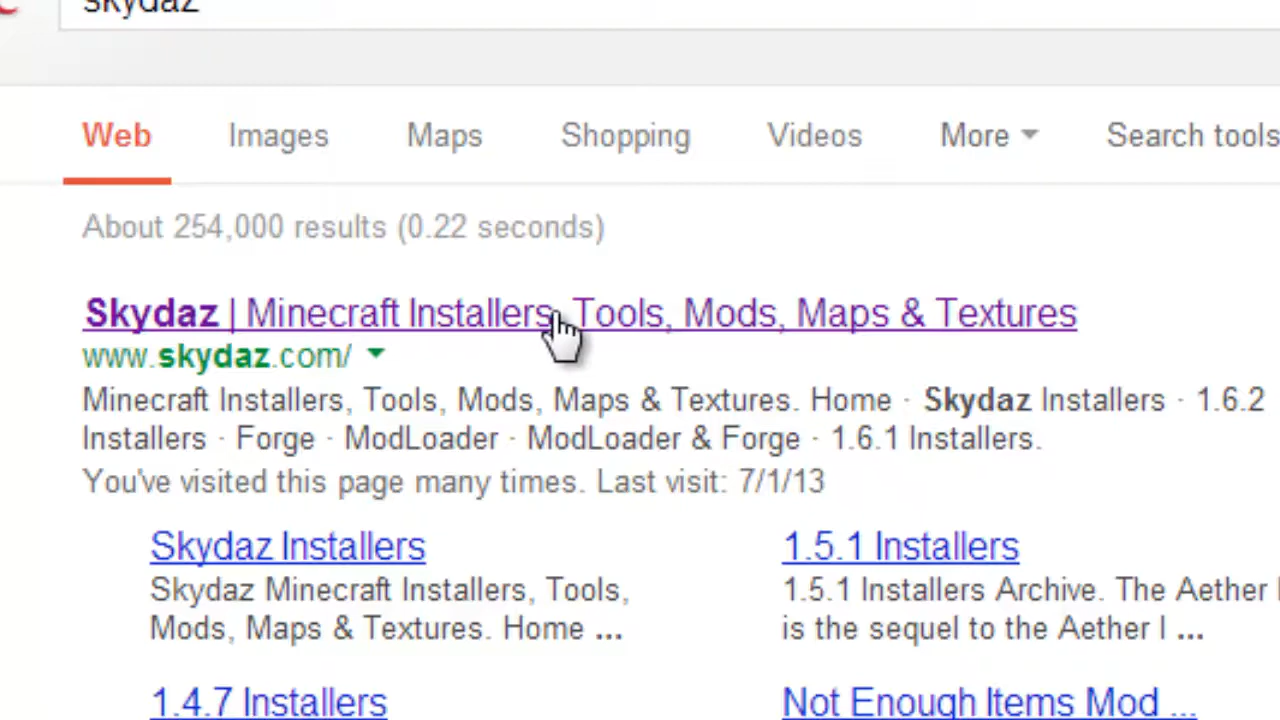 skydaz
Web Images Maps Shopping Videos More Search tools
About 254,000 results (0.22 seconds)
Skydaz | Minecraft Installers, Tools, Mods, Maps & Textures
www.skydaz.com/
Minecraft Installers, Tools, Mods, Maps & Textures. Home · Skydaz Installers · 1.6.2
Installers · Forge · ModLoader · ModLoader & Forge · 1.6.1 Installers.
You've visited this page many times. Last visit: 7/1/13
Skydaz Installers 1.5.1 Installers
Skydaz Minecraft Installers, Tools, 1.5.1 Installers Archive. The Aether
Mods, Maps & Textures. Home ... is the sequel to the Aether I ...
1.4.7 Installers Not Enough Items Mod ...